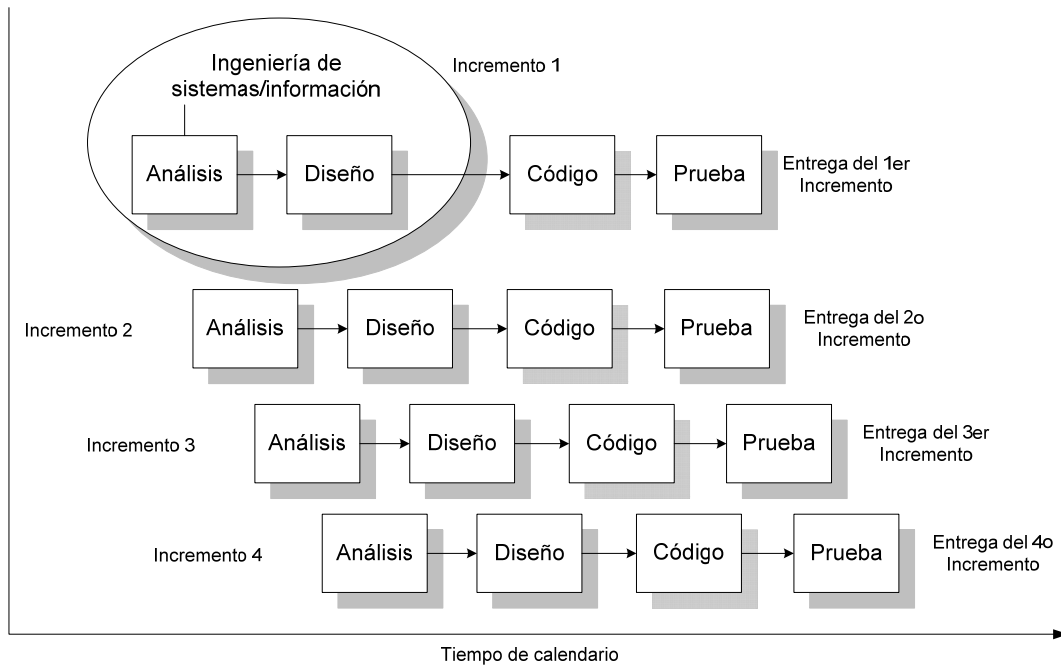 Ingeniería de
sistemas/información
Incremento 1
Análisis
Diseño
Código
Prueba
Entrega del 1er
Incremento
Incremento 2
Análisis
Diseño
Código
Prueba
Entrega del 2o
Incremento
Incremento 3
Análisis
Diseño
Código
Prueba
Entrega del 3er
Incremento
Incremento 4
Análisis
Diseño
Código
Prueba
Entrega del 4o
Incremento
Tiempo de calendario